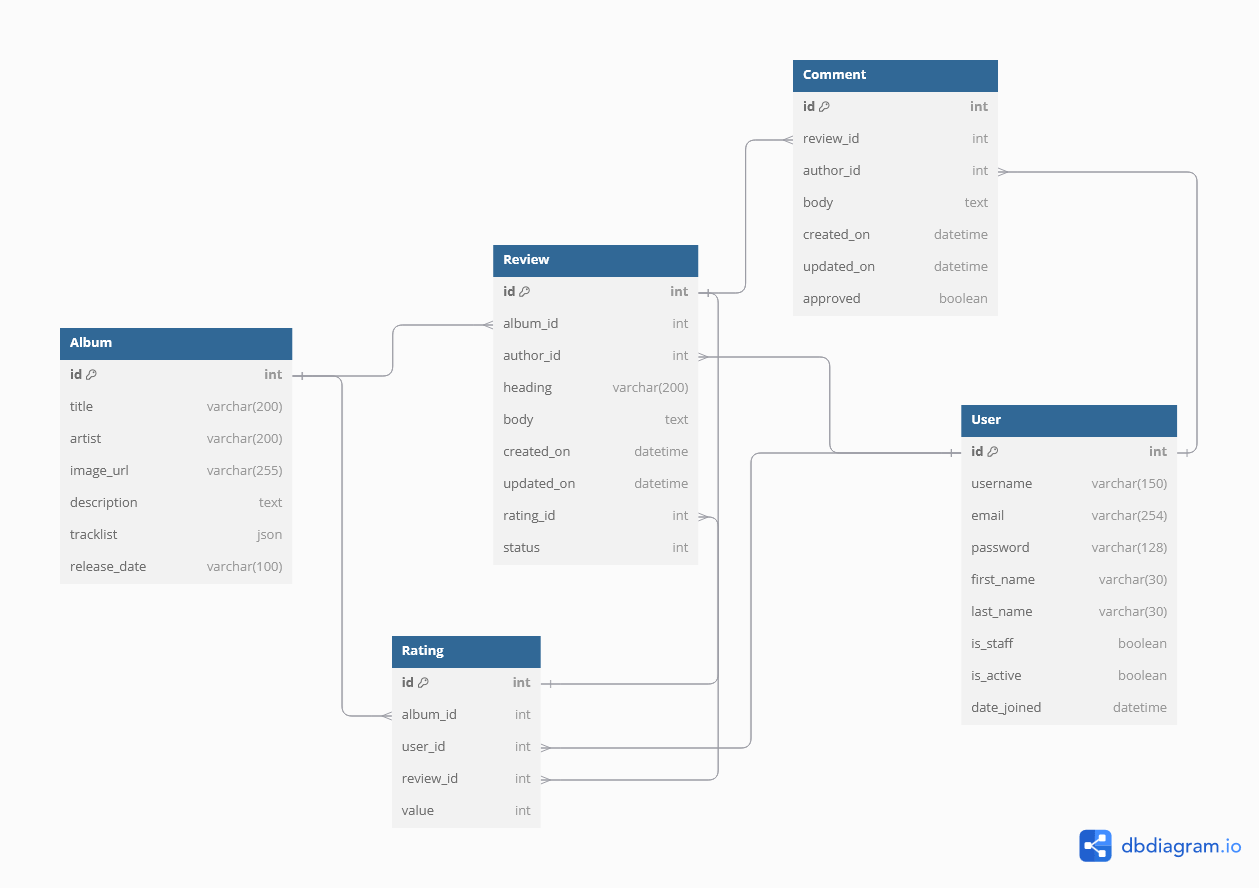 Comment
id int
review_id int
author_id int
body text
created_on datetime
updated_on datetime
approved boolean
Review
id int
album_id int
author_id int
heading varchar(200)
body text
created_on datetime
updated_on datetime
rating_id int
status int
Album
id int
title varchar(200)
artist varchar(200)
image_url varchar(255)
description text
tracklist json
release_date varchar(100)
User
id int
username varchar(150)
email varchar(254)
password varchar(128)
first_name varchar(30)
last_name varchar(30)
is_staff boolean
is_active boolean
date_joined datetime
Rating
id int
album_id int
user_id int
review_id int
value int
dbdiagram.io